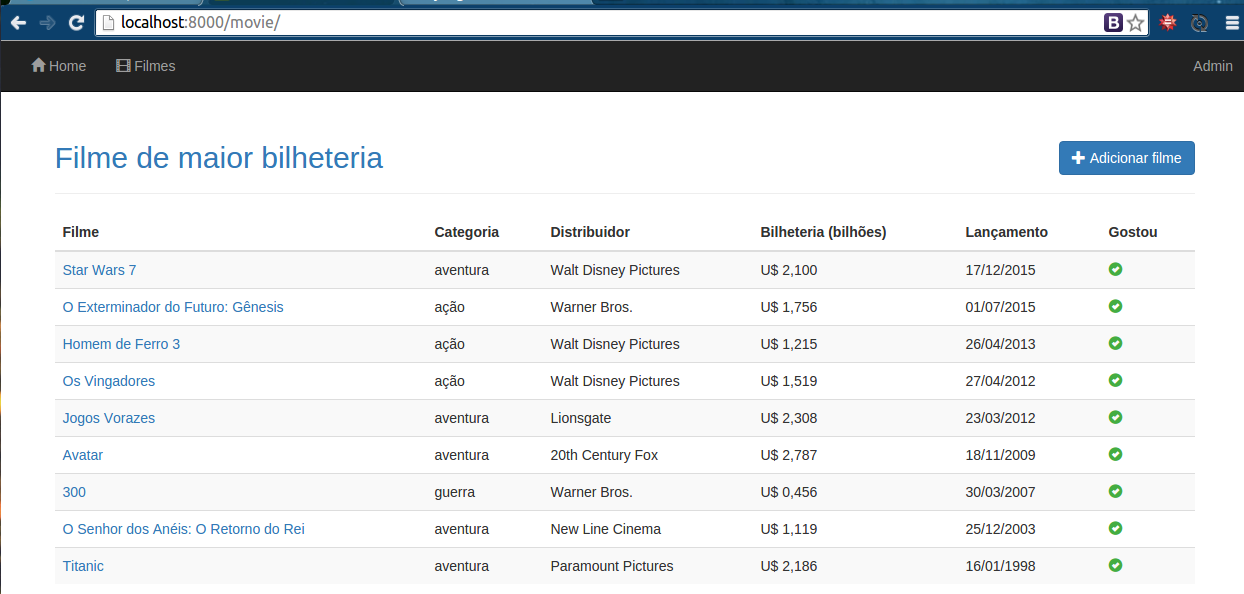 localhost:8000/movie/
B
Home Filmes Admin
Filme de maior bilheteria
Adicionar filme
Filme Categoria Distribuidor Bilheteria (bilhões) Lançamento Gostou
Star Wars 7 aventura Walt Disney Pictures U$ 2,100 17/12/2015
O Exterminador do Futuro: Gênesis ação Warner Bros. U$ 1,756 01/07/2015
Homem de Ferro 3 ação Walt Disney Pictures U$ 1,215 26/04/2013
Os Vingadores ação Walt Disney Pictures U$ 1,519 27/04/2012
Jogos Vorazes aventura Lionsgate U$ 2,308 23/03/2012
Avatar aventura 20th Century Fox U$ 2,787 18/11/2009
300 guerra Warner Bros. U$ 0,456 30/03/2007
O Senhor dos Anéis: O Retorno do Rei aventura New Line Cinema U$ 1,119 25/12/2003
Titanic aventura Paramount Pictures U$ 2,186 16/01/1998